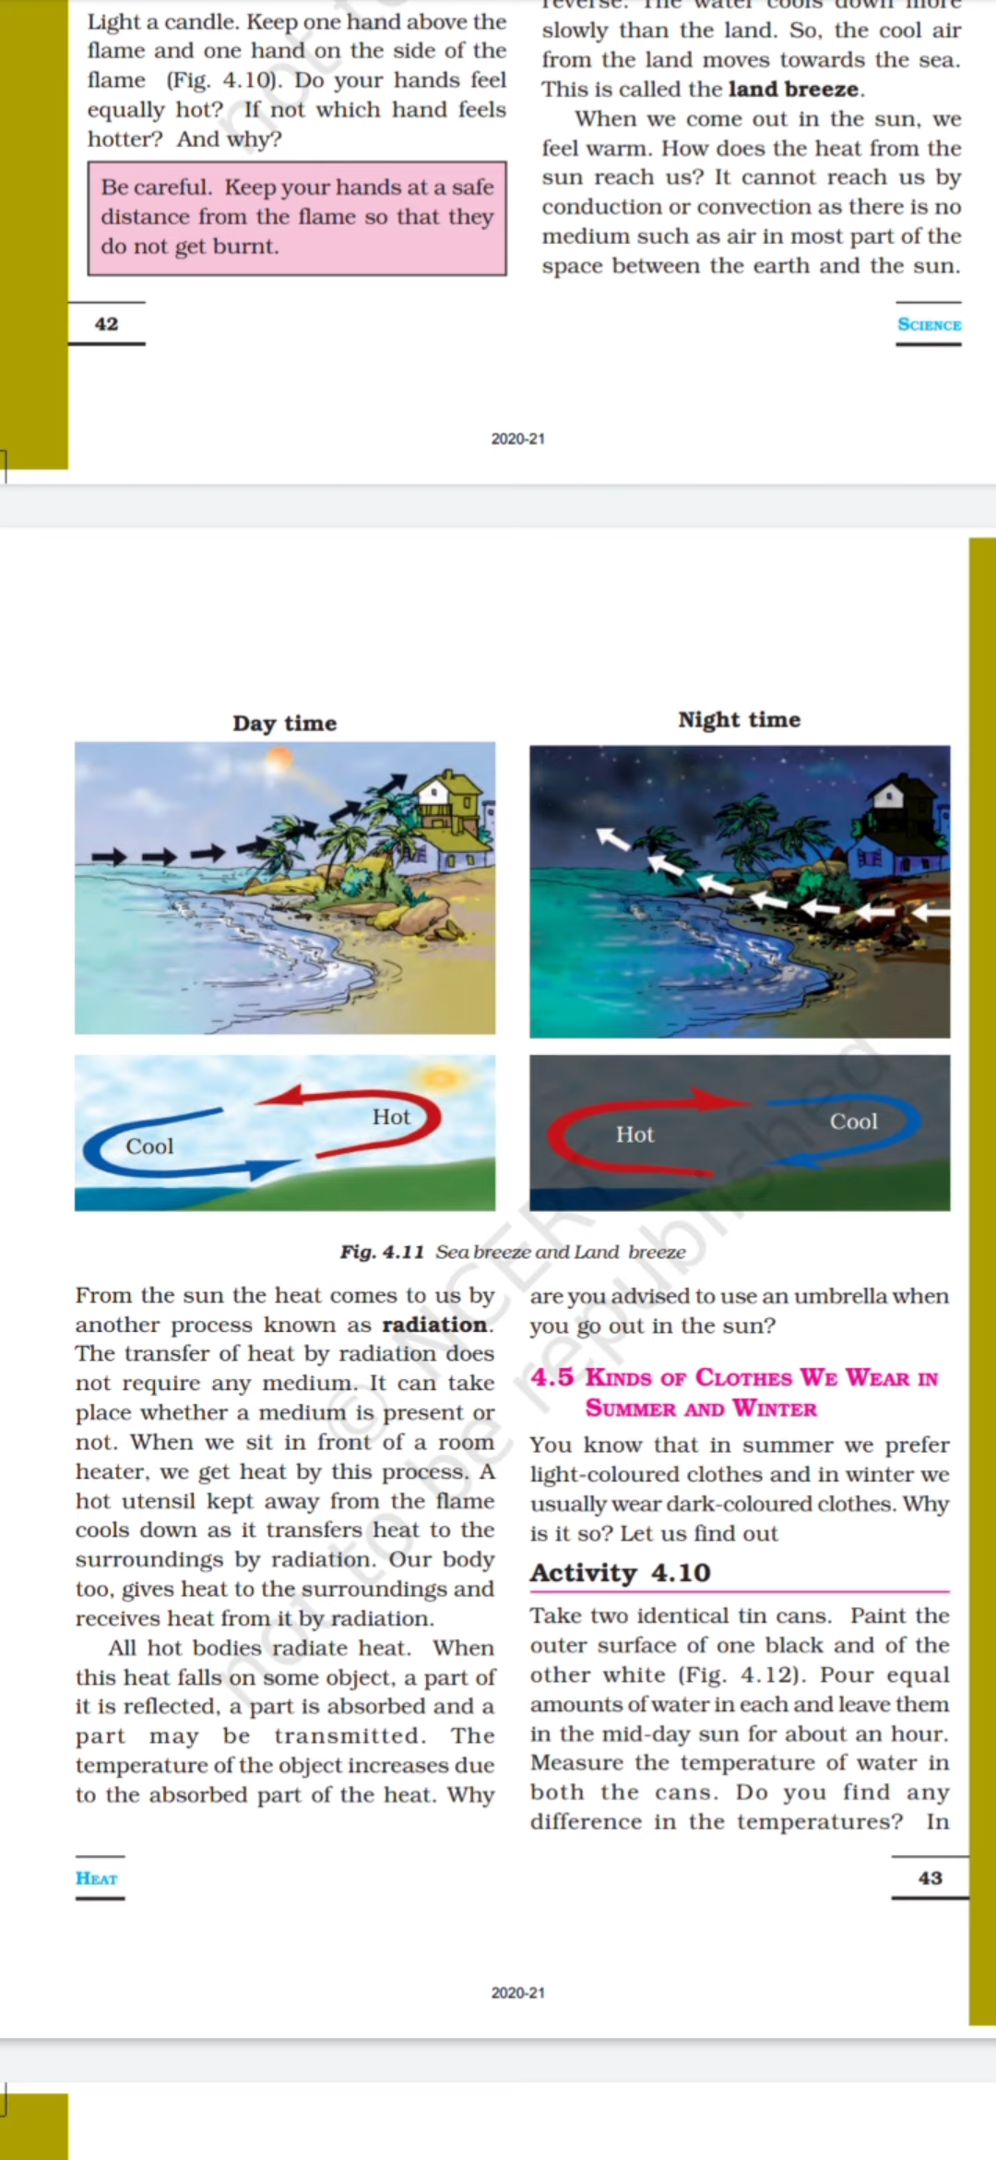 Light a candle. Keep one hand above the
flame and one hand on the side of the
flame (Fig. 4.10). Do your hands feel
equally hot? If not which hand feels
hotter? And why?
Be careful. Keep your hands at a safe
distance from the flame so that they
do not get burnt.
reverse. The water cools down more
slowly than the land. So, the cool air
from the land moves towards the sea.
This is called the land breeze.
When we come out in the sun, we
feel warm. How does the heat from the
sun reach us? It cannot reach us by
conduction or convection as there is no
medium such as air in most part of the
space between the earth and the sun.
42
SCIENCE
2020-21
Day time
Night time
Cool
Hot
Hot
Cool
Fig. 4.11 Sea breeze and Land breeze
From the sun the heat comes to us by
another process known as radiation.
The transfer of heat by radiation does
not require any medium. It can take
place whether a medium is present or
not. When we sit in front of a room
heater, we get heat by this process. A
hot utensil kept away from the flame
cools down as it transfers heat to the
surroundings by radiation. Our body
too, gives heat to the surroundings and
receives heat from it by radiation.
All hot bodies radiate heat. When
this heat falls on some object, a part of
it is reflected, a part is absorbed and a
part may be transmitted. The
temperature of the object increases due
to the absorbed part of the heat. Why
are you advised to use an umbrella when
you go out in the sun?
4.5 KINDS OF CLOTHES WE WEAR IN
SUMMER AND WINTER
You know that in summer we prefer
light-coloured clothes and in winter we
usually wear dark-coloured clothes. Why
is it so? Let us find out
Activity 4.10
Take two identical tin cans. Paint the
outer surface of one black and of the
other white (Fig. 4.12). Pour equal
amounts of water in each and leave them
in the mid-day sun for about an hour.
Measure the temperature of water in
both the cans. Do you find any
difference in the temperatures? In
© NCERT
not to be republished
HEAT
43
2020-21